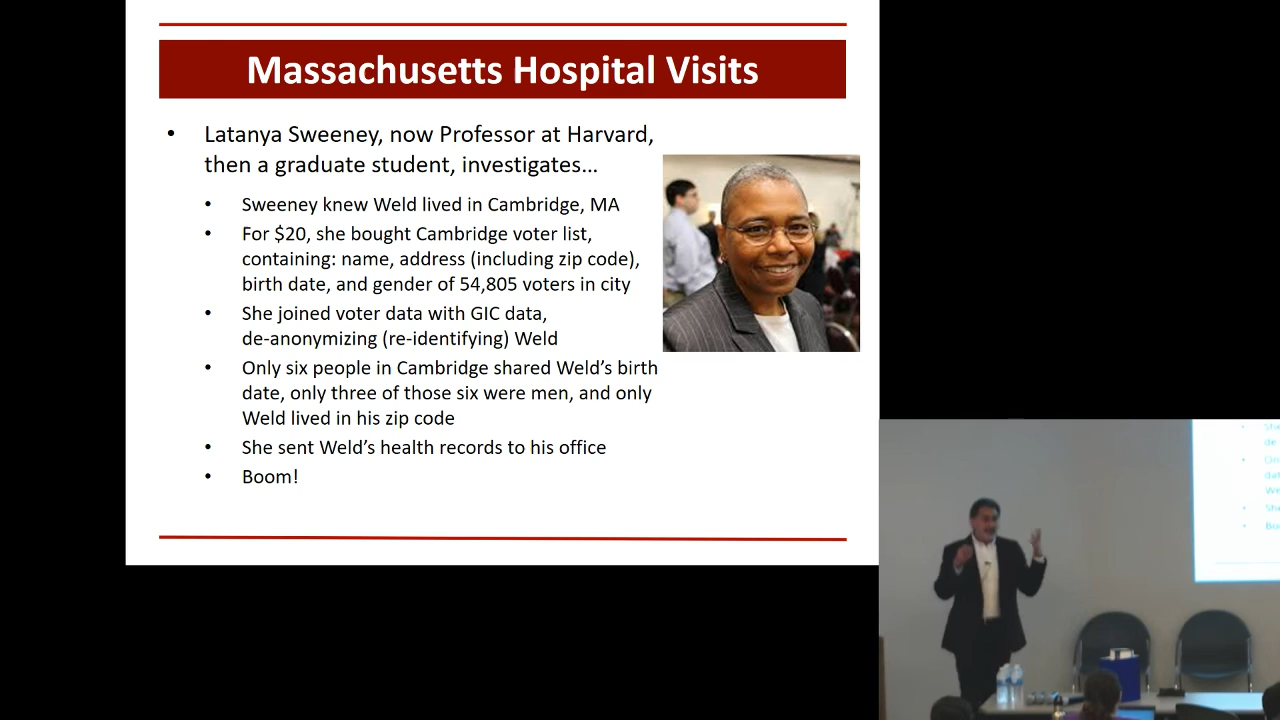 Massachusetts Hospital Visits
• Latanya Sweeney, now Professor at Harvard,
then a graduate student, investigates…
• Sweeney knew Weld lived in Cambridge, MA
• For $20, she bought Cambridge voter list,
containing: name, address (including zip code),
birth date, and gender of 54,805 voters in city
• She joined voter data with GIC data,
de-anonymizing (re-identifying) Weld
• Only six people in Cambridge shared Weld’s birth
date, only three of those six were men, and only
Weld lived in his zip code
• She sent Weld’s health records to his office
• Boom!